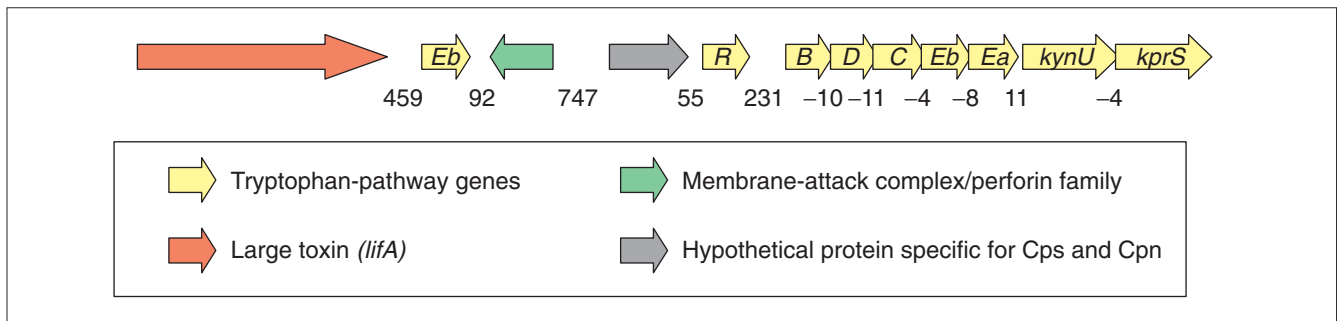 Eb R B D C Eb Ea kynU kprS
459 92 747 55 231 –10 –11 –4 –8 11 –4
Tryptophan-pathway genes Membrane-attack complex/perforin family
Large toxin (lifA) Hypothetical protein specific for Cps and Cpn